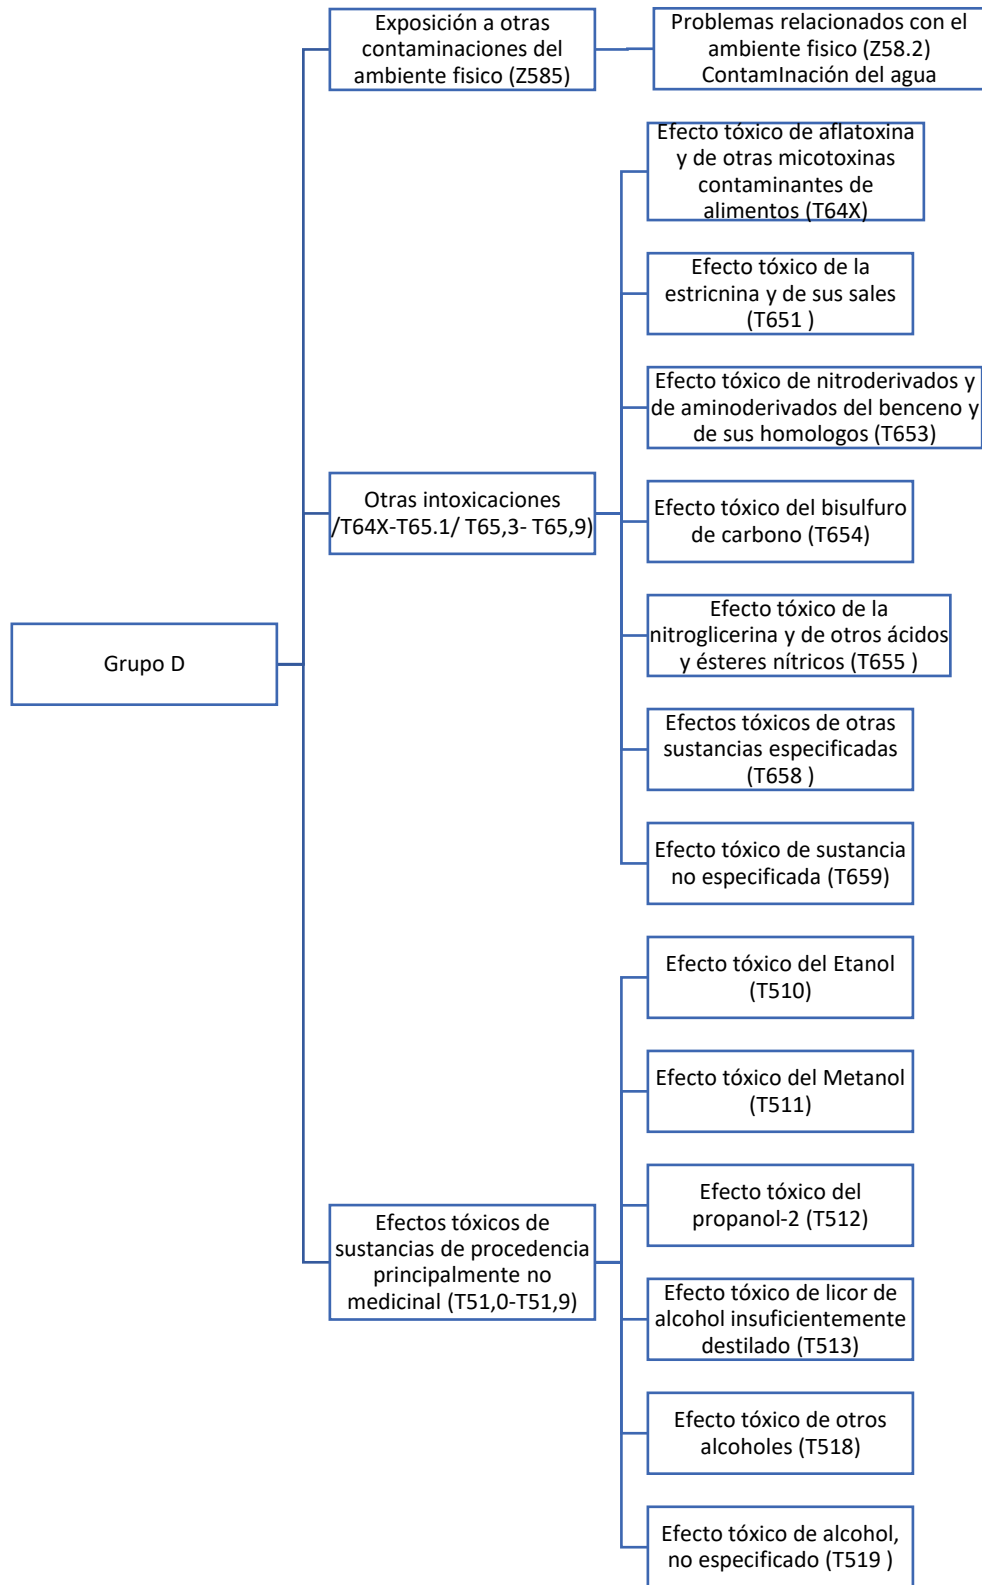 Grupo D
Exposición a otras
contaminaciones del
ambiente fisico (Z585)
Problemas relacionados con el
ambiente fisico (Z58.2)
ContamInación del agua
Otras intoxicaciones
/T64X-T65.1/ T65,3- T65,9)
Efecto tóxico de aflatoxina
y de otras micotoxinas
contaminantes de
alimentos (T64X)
Efecto tóxico de la
estricnina y de sus sales
(T651 )
Efecto tóxico de nitroderivados y
de aminoderivados del benceno y
de sus homologos (T653)
Efecto tóxico del bisulfuro
de carbono (T654)
Efecto tóxico de la
nitroglicerina y de otros ácidos
y ésteres nítricos (T655 )
Efectos tóxicos de otras
sustancias especificadas
(T658 )
Efecto tóxico de sustancia
no especificada (T659)
Efectos tóxicos de
sustancias de procedencia
principalmente no
medicinal (T51,0-T51,9)
Efecto tóxico del Etanol
(T510)
Efecto tóxico del Metanol
(T511)
Efecto tóxico del
propanol-2 (T512)
Efecto tóxico de licor de
alcohol insuficientemente
destilado (T513)
Efecto tóxico de otros
alcoholes (T518)
Efecto tóxico de alcohol,
no especificado (T519 )